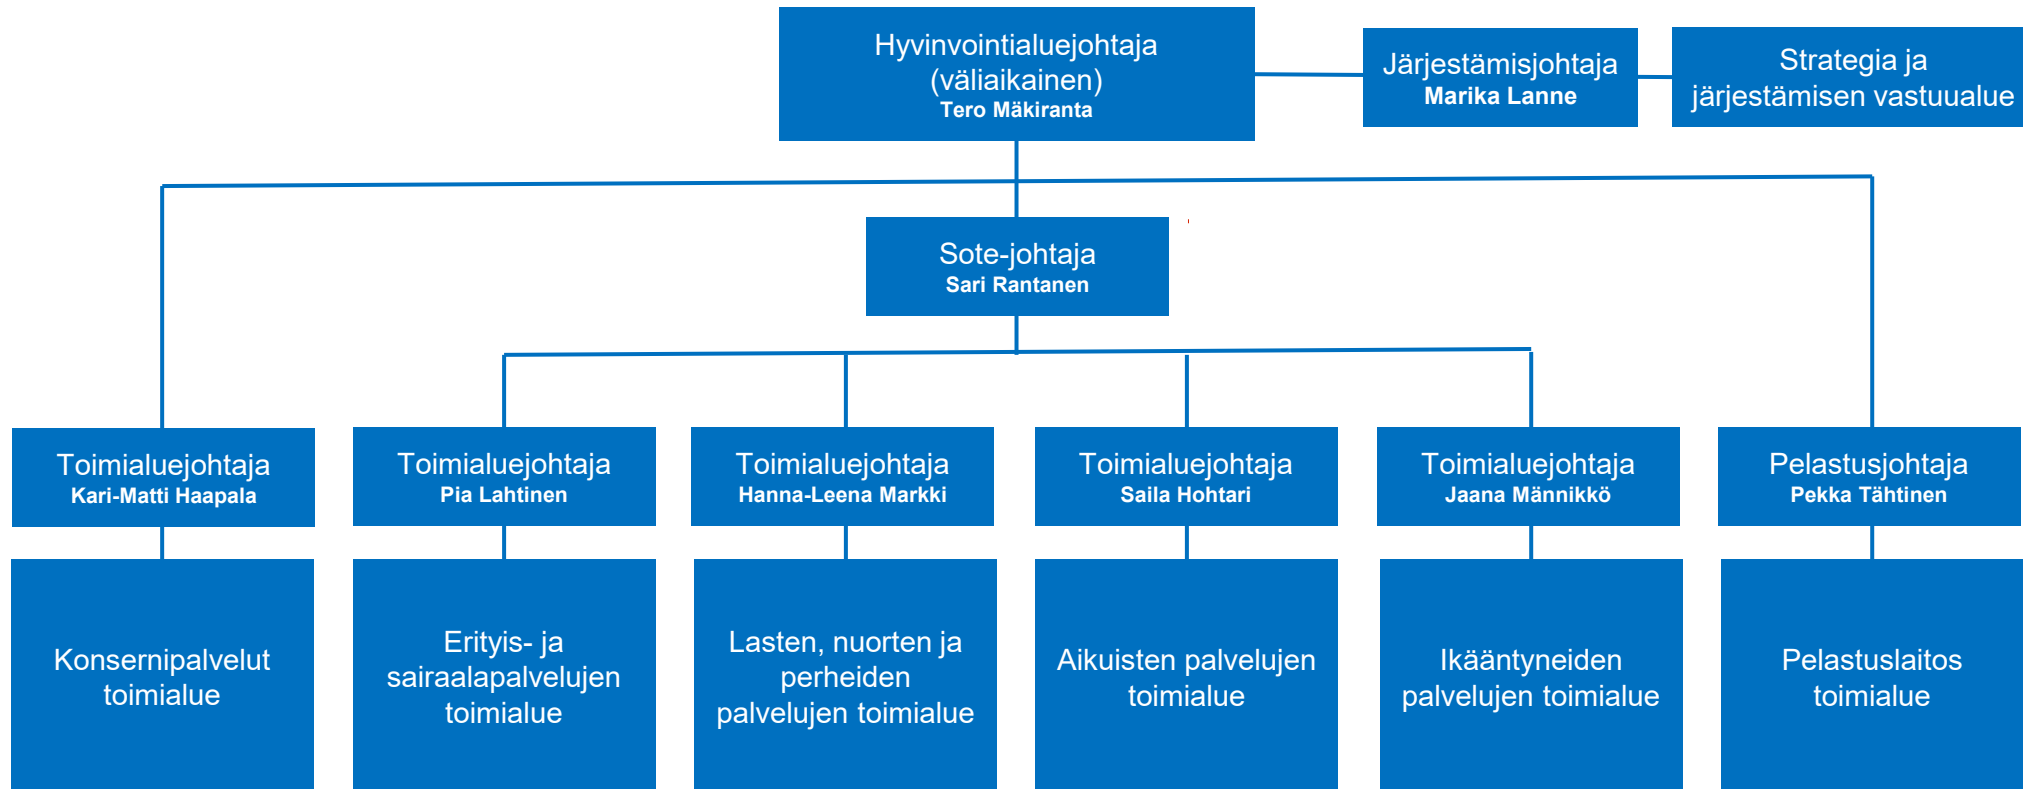 Hyvinvointialuejohtaja
(väliaikainen)
Tero Mäkiranta
Järjestämisjohtaja
Marika Lanne
Strategia ja
järjestämisen vastuualue
Sote-johtaja
Sari Rantanen
Toimialuejohtaja
Kari-Matti Haapala
Toimialuejohtaja
Pia Lahtinen
Toimialuejohtaja
Hanna-Leena Markki
Toimialuejohtaja
Saila Hohtari
Toimialuejohtaja
Jaana Männikkö
Pelastusjohtaja
Pekka Tähtinen
Konsernipalvelut
toimialue
Erityis- ja
sairaalapalvelujen
toimialue
Lasten, nuorten ja
perheiden
palvelujen toimialue
Aikuisten palvelujen
toimialue
Ikääntyneiden
palvelujen toimialue
Pelastuslaitos
toimialue